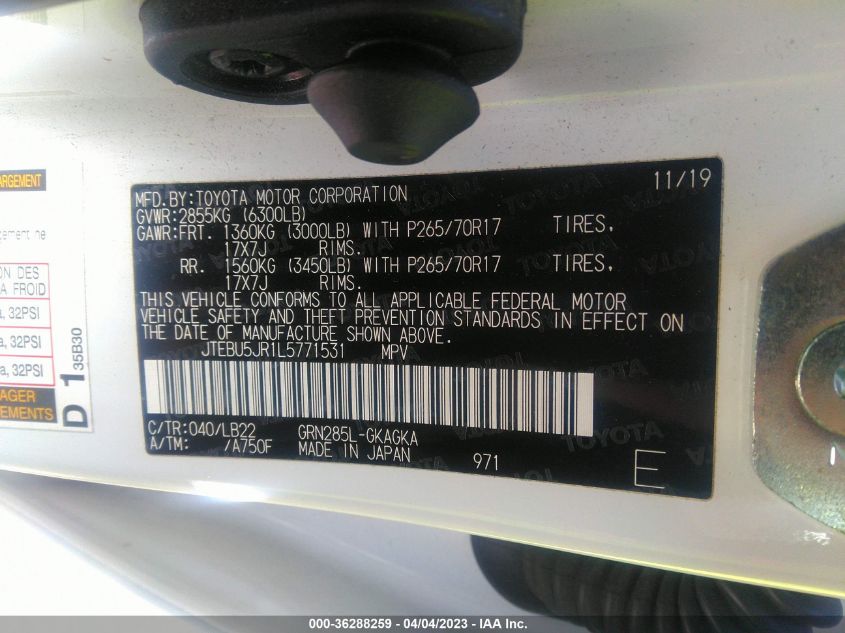 ARGEMENT
gement ne
ON DES
A FROID
a, 32PSI
a, 32PSI
a, 32PSI
AGER
EMENTS
D 1 35B30
11/19
MFD.BY:TOYOTA MOTOR CORPORATION
GVWR:2855KG (6300LB)
GAWR:FRT. 1360KG (3000LB) WITH P265/70R17 TIRES,
17X7J RIMS.
RR. 1560KG (3450LB) WITH P265/70R17 TIRES,
17X7J RIMS.
THIS VEHICLE CONFORMS TO ALL APPLICABLE FEDERAL MOTOR
VEHICLE SAFETY AND THEFT PREVENTION STANDARDS IN EFFECT ON
THE DATE OF MANUFACTURE SHOWN ABOVE.
JTEBU5JR1L5771531 MPV
C/TR:040/LB22 GRN285L-GKAGKA
A/TM: /A750F MADE IN JAPAN 971
E
000-36288259 - 04/04/2023 - © IAA, Inc.